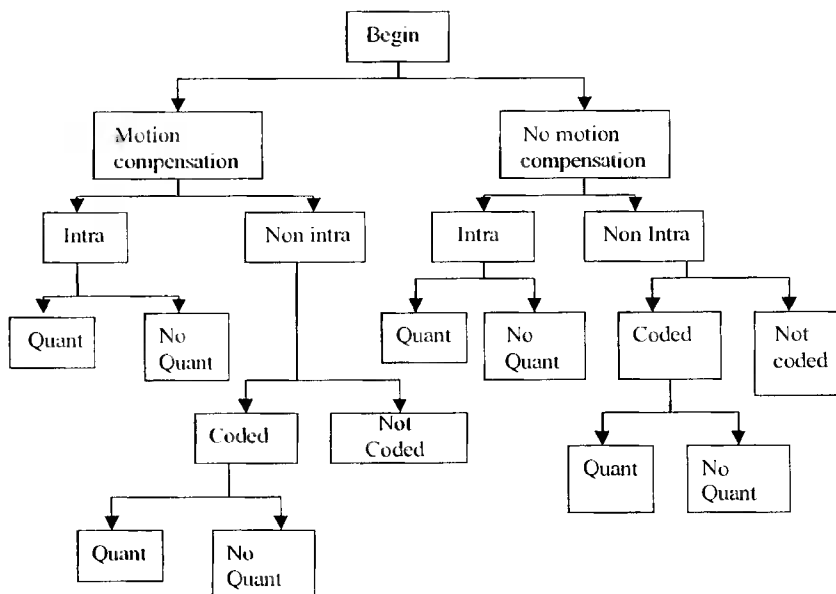 Begin
Motion
compensation
No motion
compensation
Intra
Non intra
Intra
Non Intra
Quant
No
Quant
Quant
No
Quant
Coded
Not
coded
Coded
Not
Coded
Quant
No
Quant
Quant
No
Quant